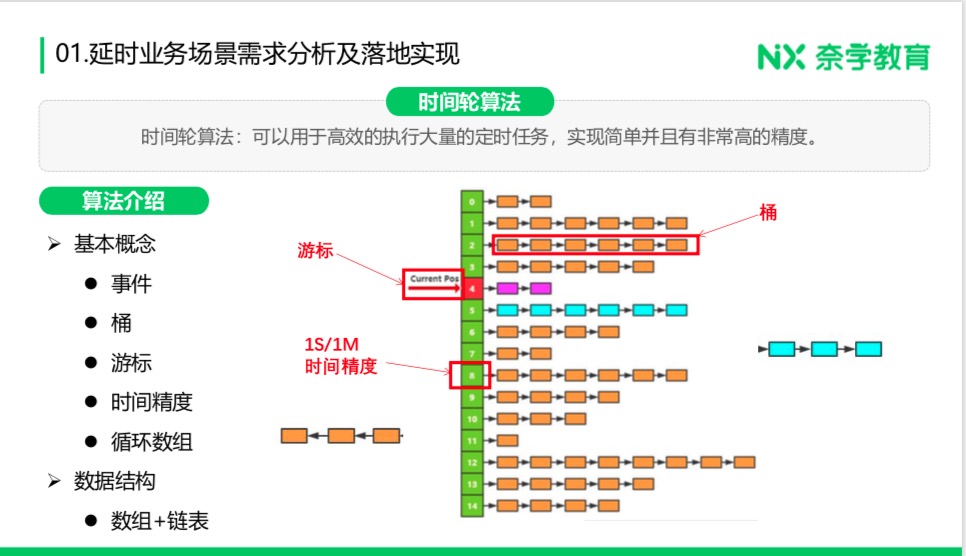 01.延时业务场景需求分析及落地实现
NX 奈学教育
时间轮算法
时间轮算法：可以用于高效的执行大量的定时任务，实现简单并且有非常高的精度。
算法介绍
基本概念
事件
桶
游标
时间精度
循环数组
数据结构
数组+链表
游标
Current Pos
1S/1M
时间精度
桶
0
1
2
3
4
5
6
7
8
9
10
11
12
13
14